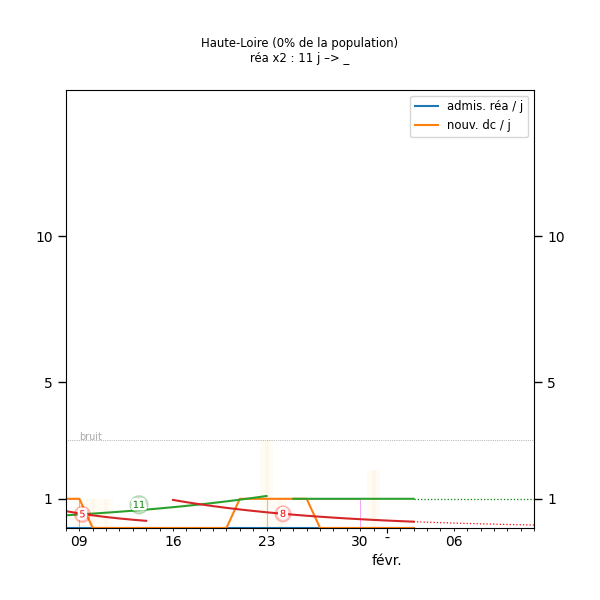 Haute-Loire (0% de la population)
réa x2 : 11 j –> _
admis. réa / j
nouv. dc / j
10 10
5 5
bruit
1 1
11
5 8
09 16 23 30 - 06
févr.